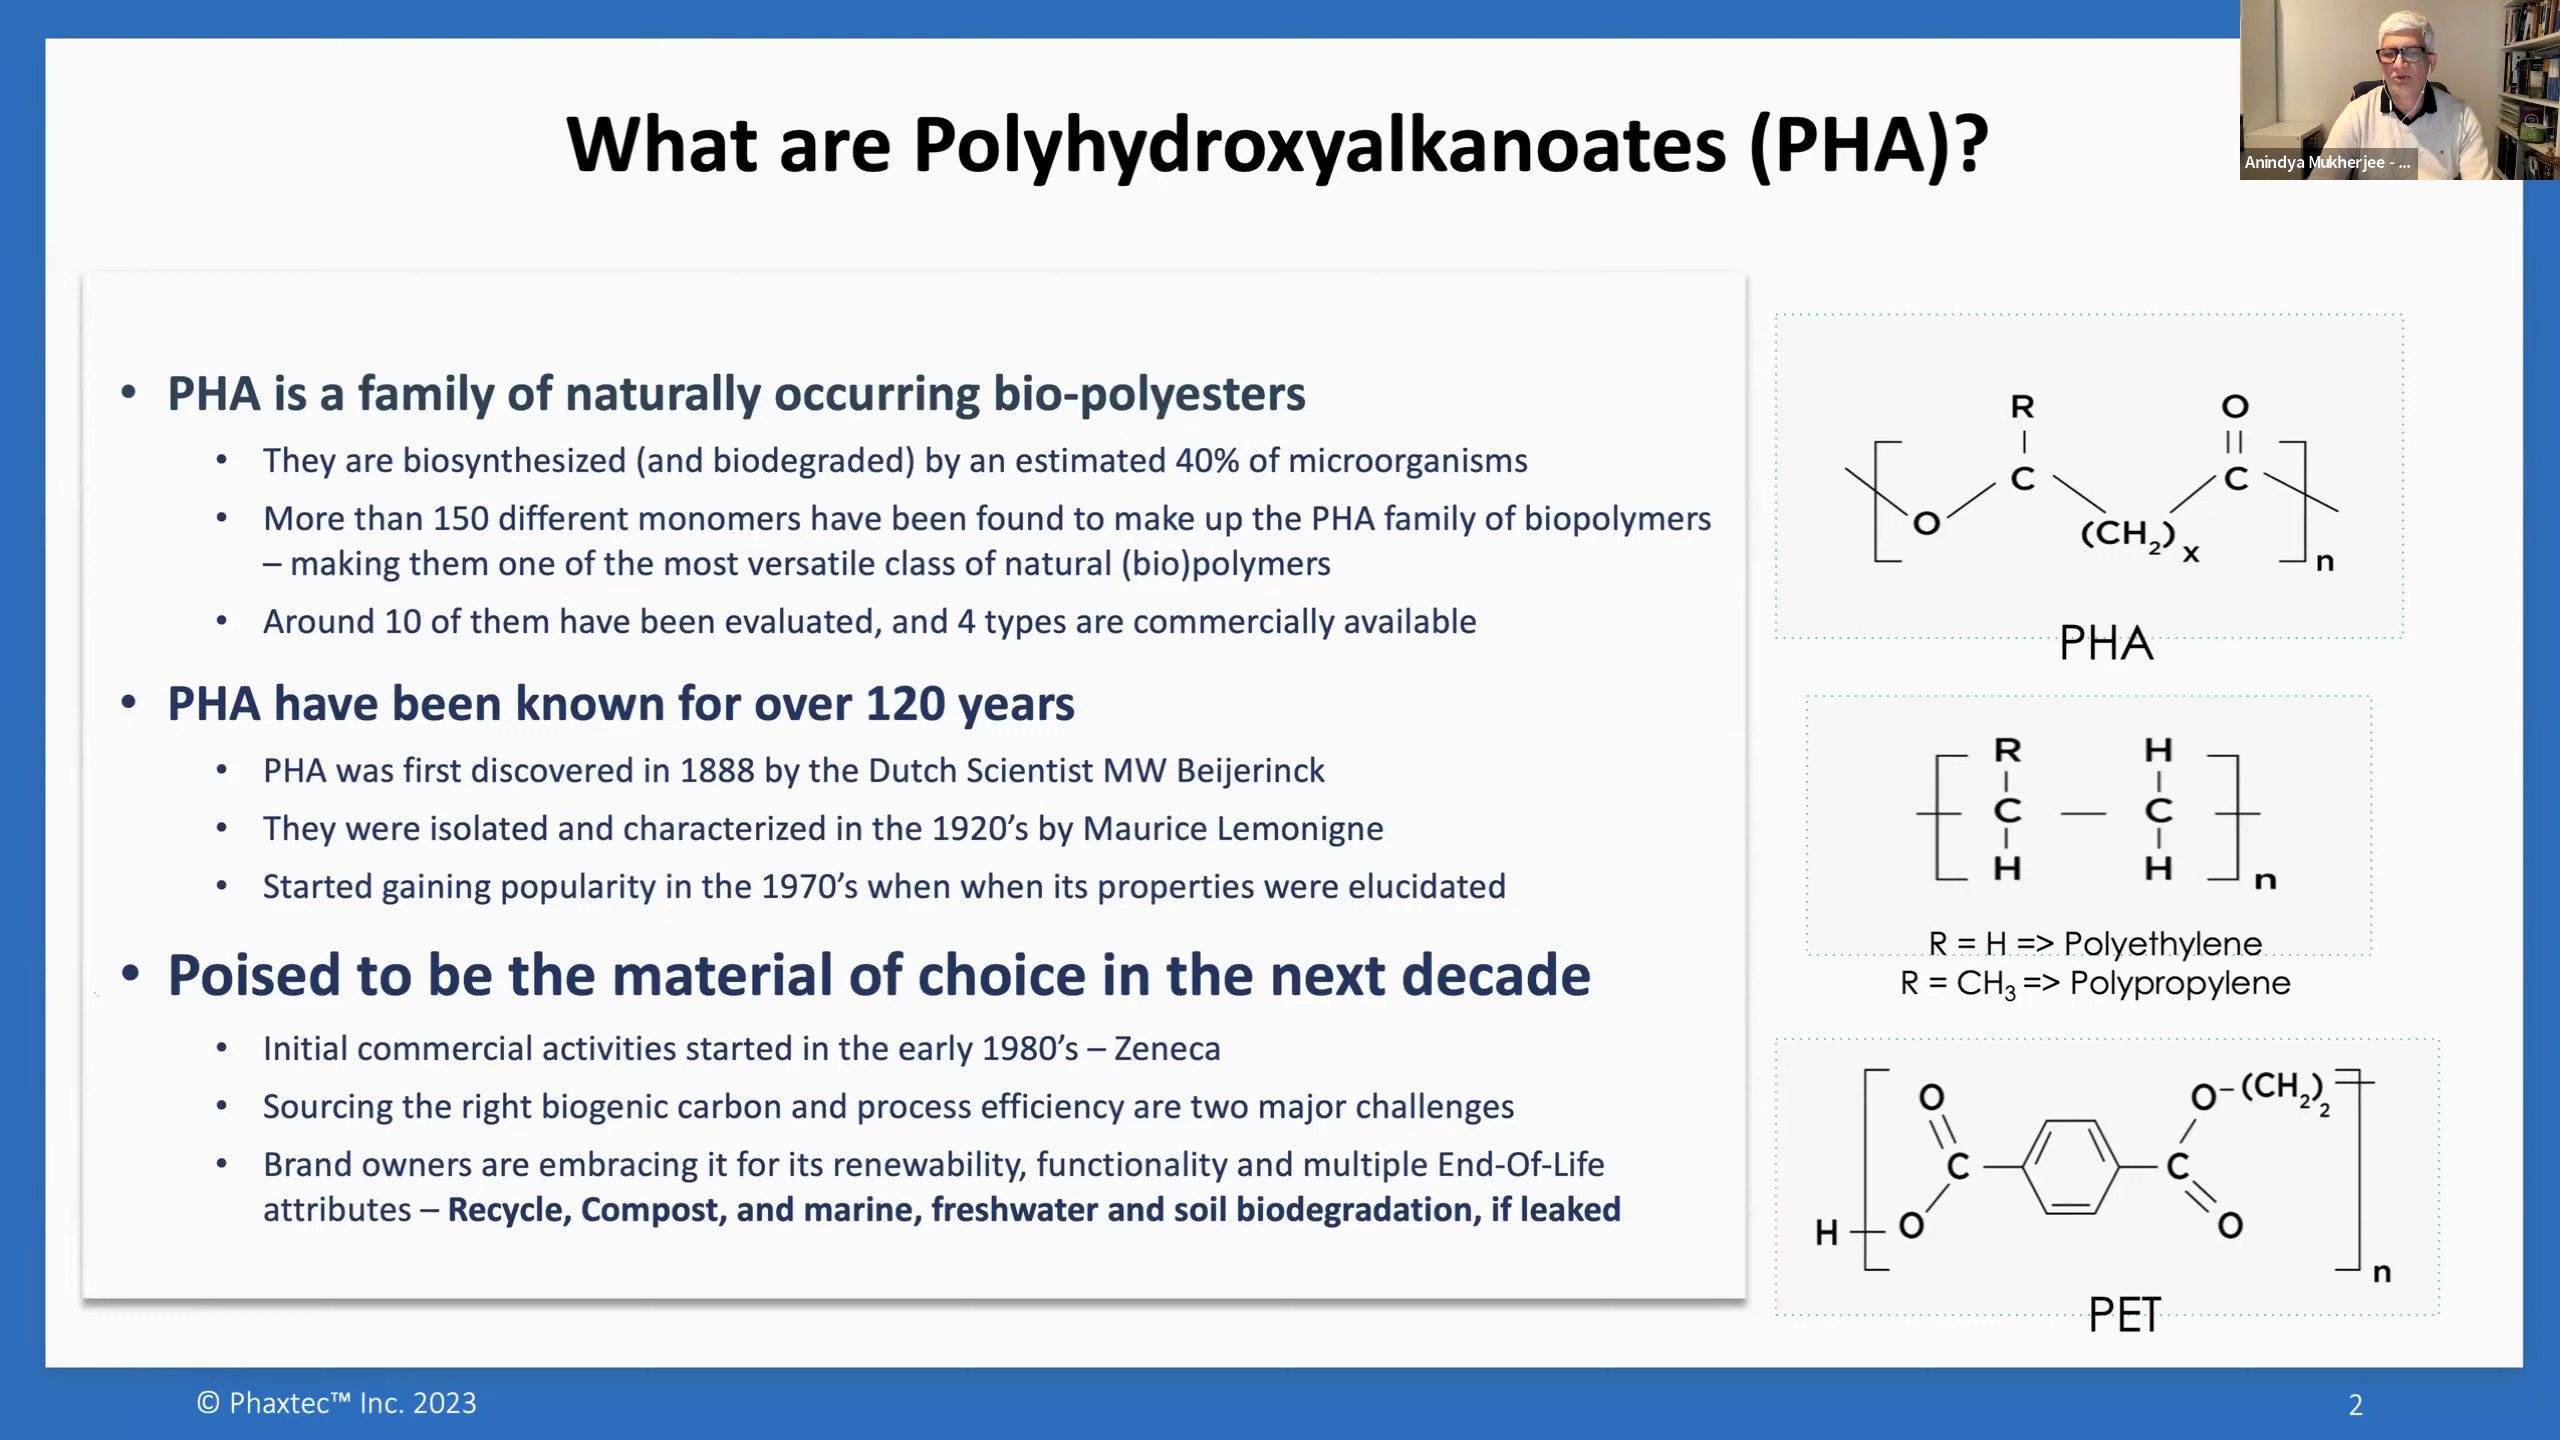 What are Polyhydroxyalkanoates (PHA)?
Anindya Mukherjee - ...
• PHA is a family of naturally occurring bio-polyesters
• They are biosynthesized (and biodegraded) by an estimated 40% of microorganisms
• More than 150 different monomers have been found to make up the PHA family of biopolymers
– making them one of the most versatile class of natural (bio)polymers
• Around 10 of them have been evaluated, and 4 types are commercially available
• PHA have been known for over 120 years
• PHA was first discovered in 1888 by the Dutch Scientist MW Beijerinck
• They were isolated and characterized in the 1920’s by Maurice Lemonigne
• Started gaining popularity in the 1970’s when when its properties were elucidated
• Poised to be the material of choice in the next decade
• Initial commercial activities started in the early 1980’s – Zeneca
• Sourcing the right biogenic carbon and process efficiency are two major challenges
• Brand owners are embracing it for its renewability, functionality and multiple End-Of-Life
attributes – Recycle, Compost, and marine, freshwater and soil biodegradation, if leaked
R O
C C
O (CH₂)ₓ n
PHA
R H
C — C
H H n
R = H => Polyethylene
R = CH₃ => Polypropylene
O O–(CH₂)₂
C C
H O O
n
PET
© Phaxtec™ Inc. 2023
2